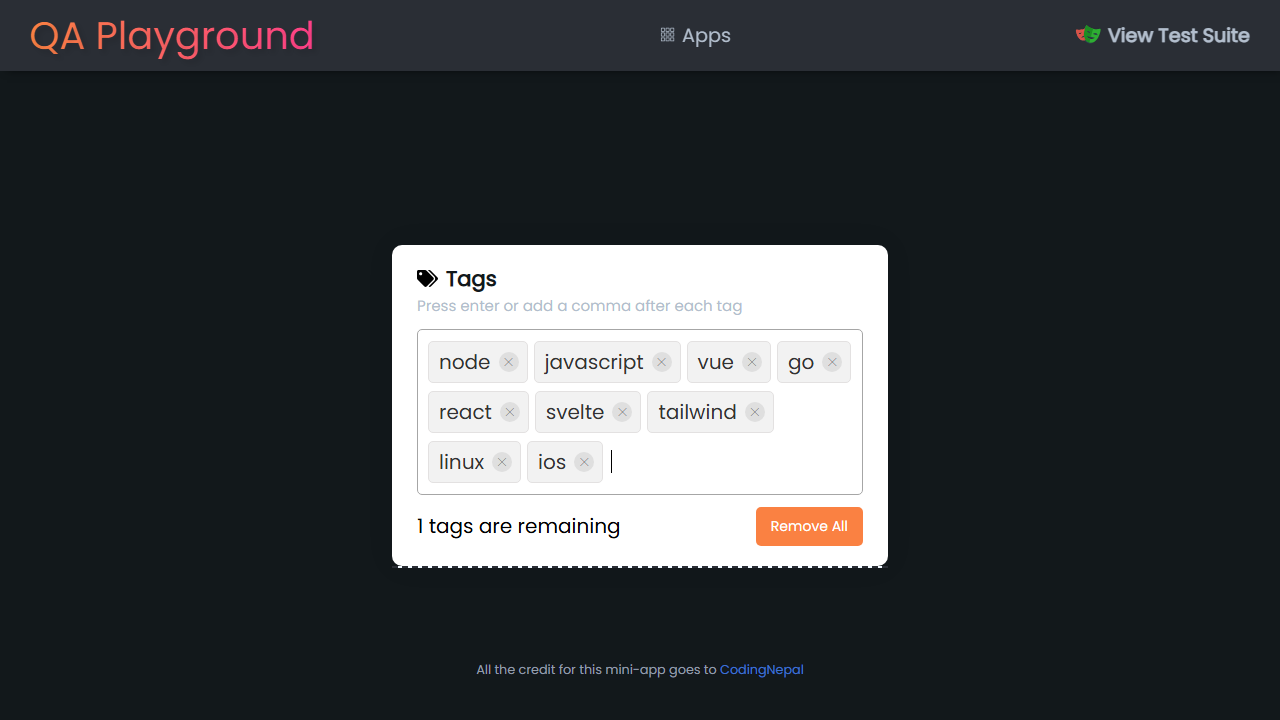 QA Playground
Apps
View Test Suite
Tags
Press enter or add a comma after each tag
node javascript vue go
react svelte tailwind
linux ios
1 tags are remaining
Remove All
All the credit for this mini-app goes to CodingNepal